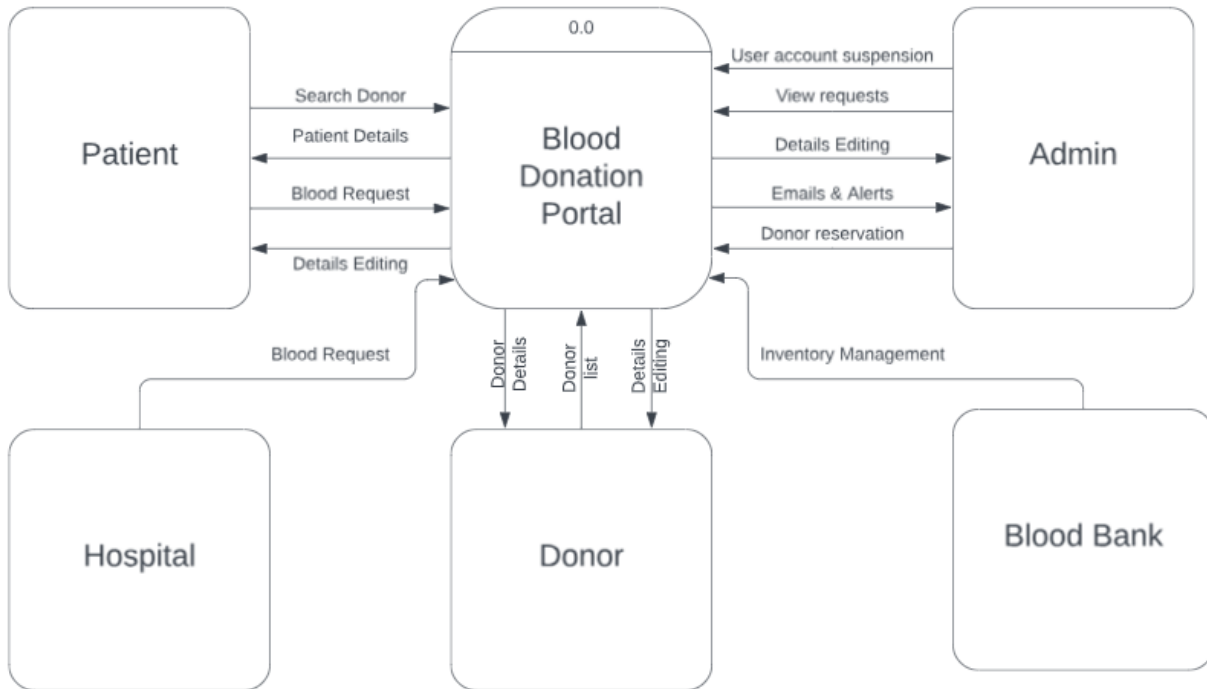 0.0
User account suspension
Search Donor
View requests
Patient
Patient Details
Blood
Donation
Portal
Details Editing
Admin
Blood Request
Emails & Alerts
Details Editing
Donor reservation
Blood Request
Donor
Details
Donor
list
Details
Editing
Inventory Management
Hospital
Donor
Blood Bank